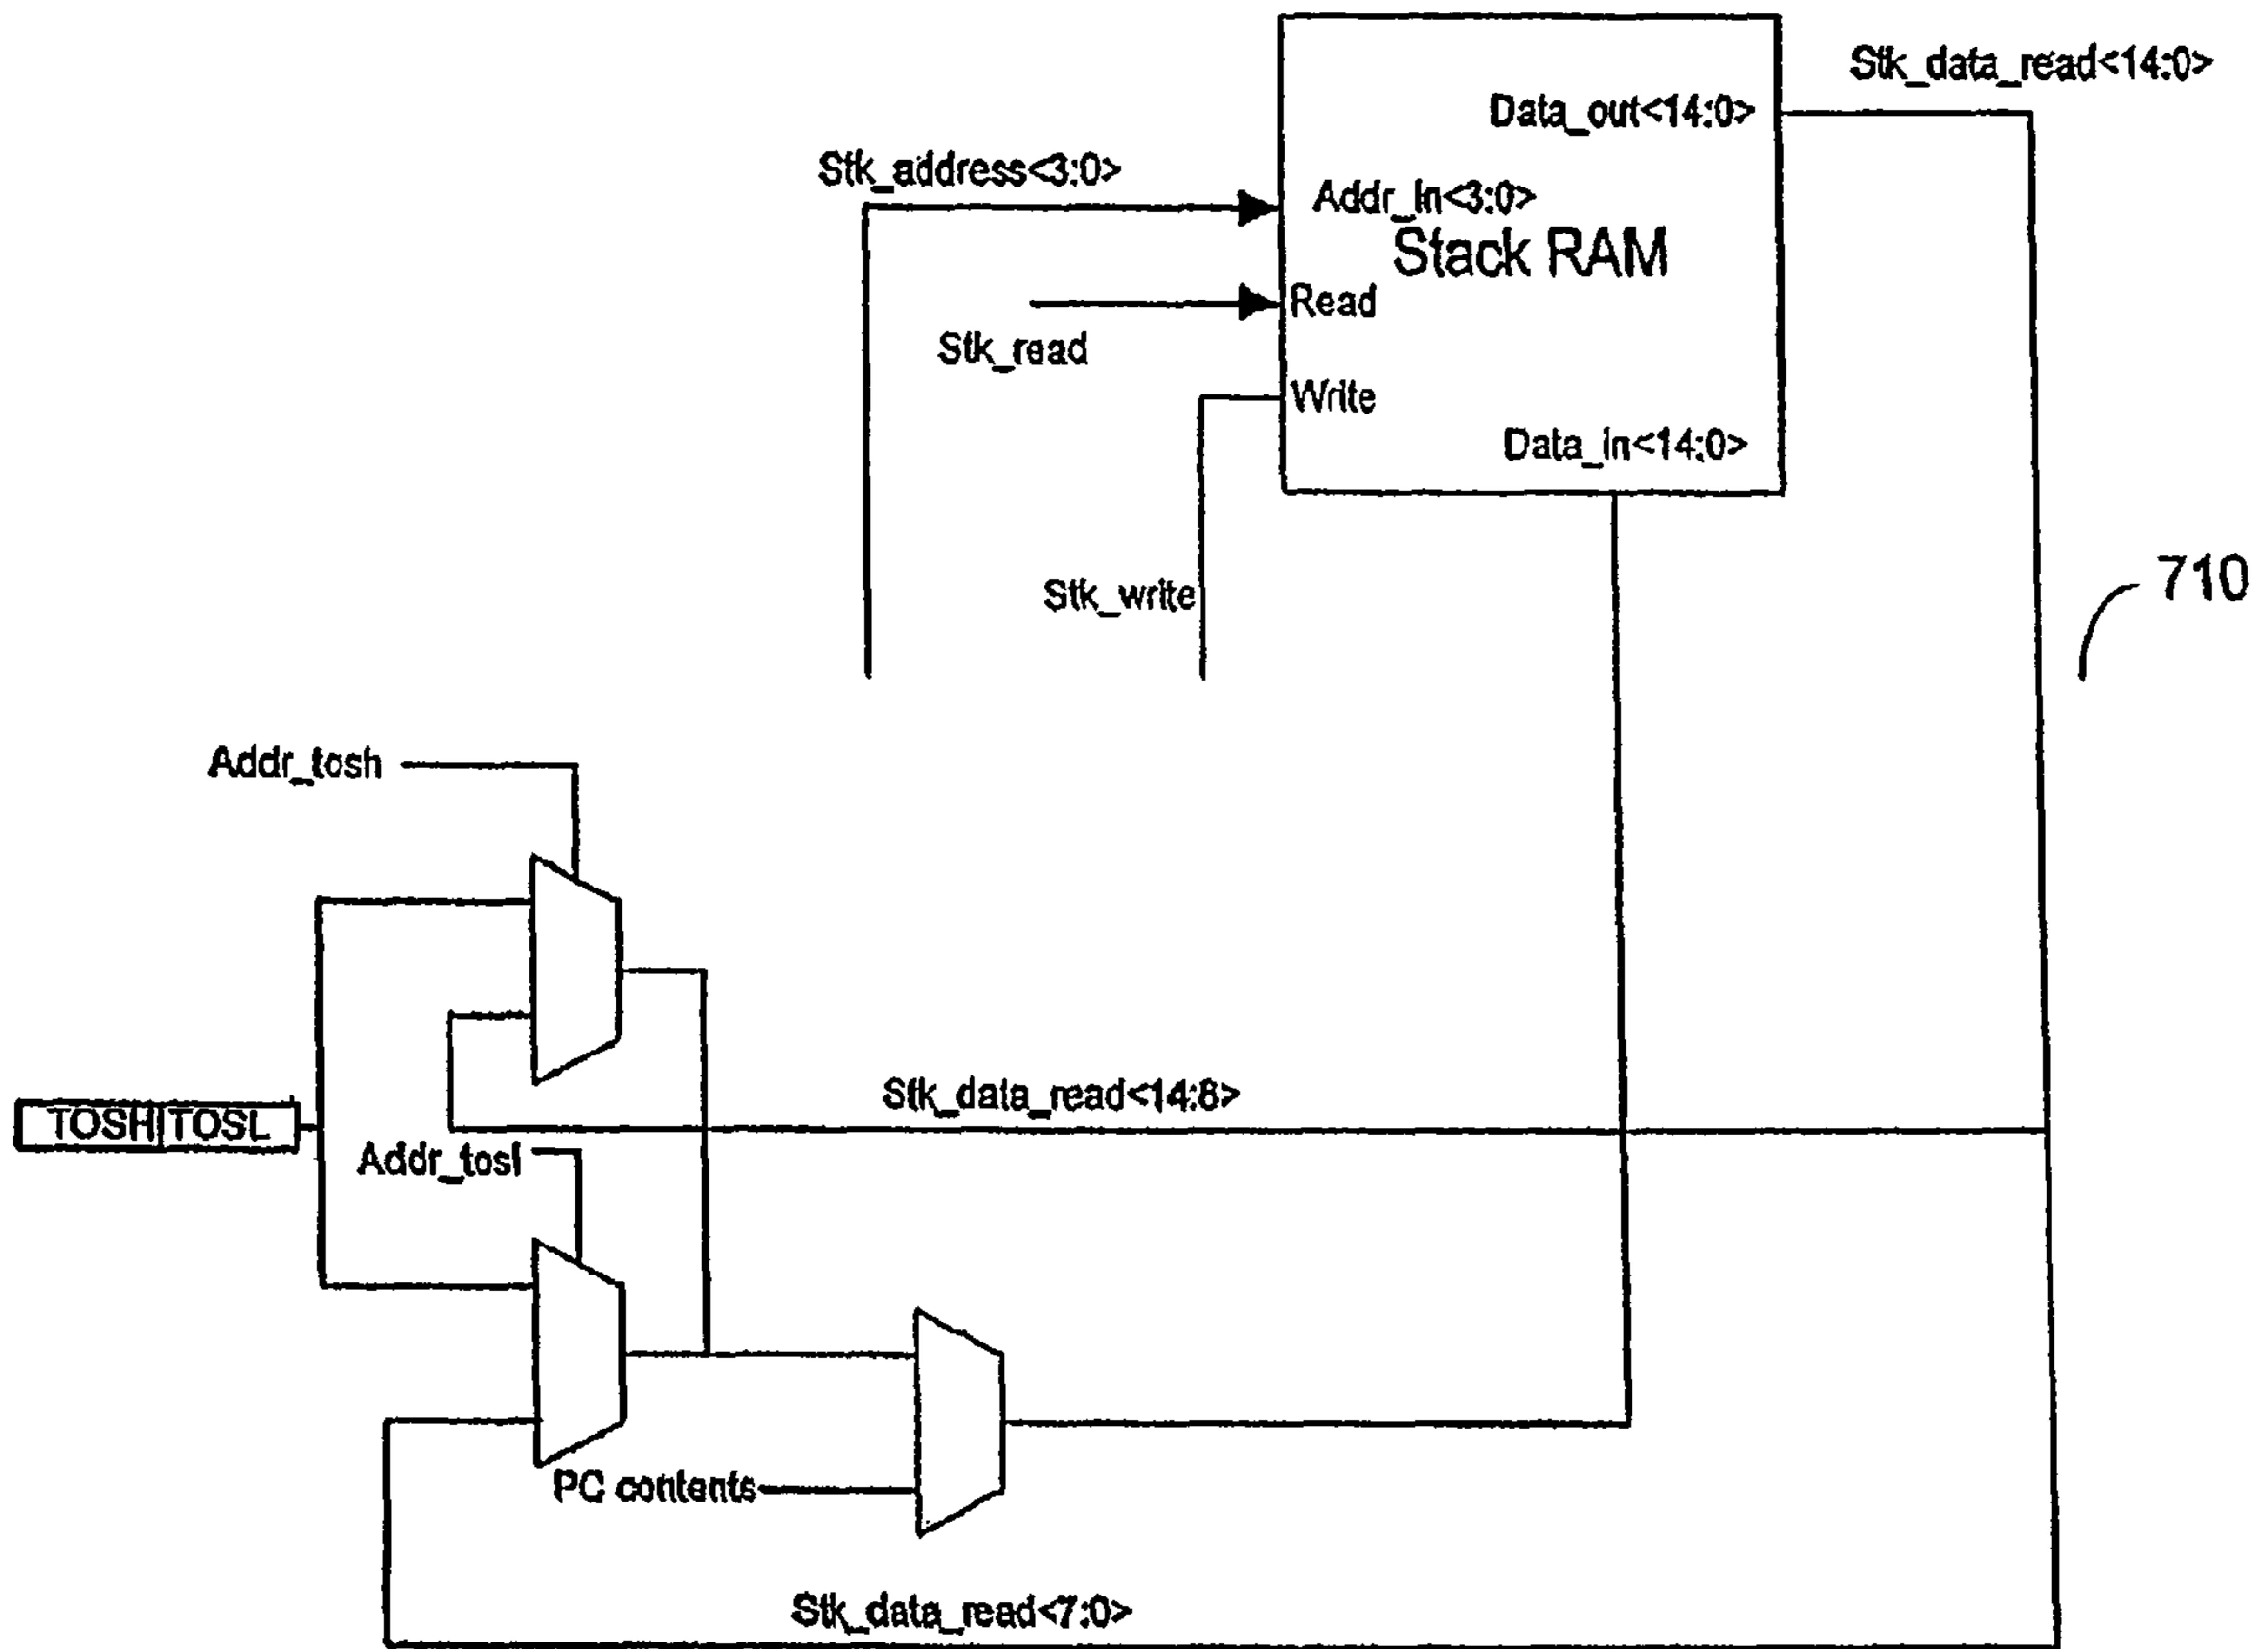 Stk_data_read<14:0>
Data_out<14:0>
Stk_address<3:0>
Addr_in<3:0>
Stack RAM
Read
Stk_read
Write
Data_in<14:0>
710
Stk_write
Addr_tosh
Stk_data_read<14:8>
TOSH TOSL
Addr_tosl
PC contents
Stk_data_read<7:0>